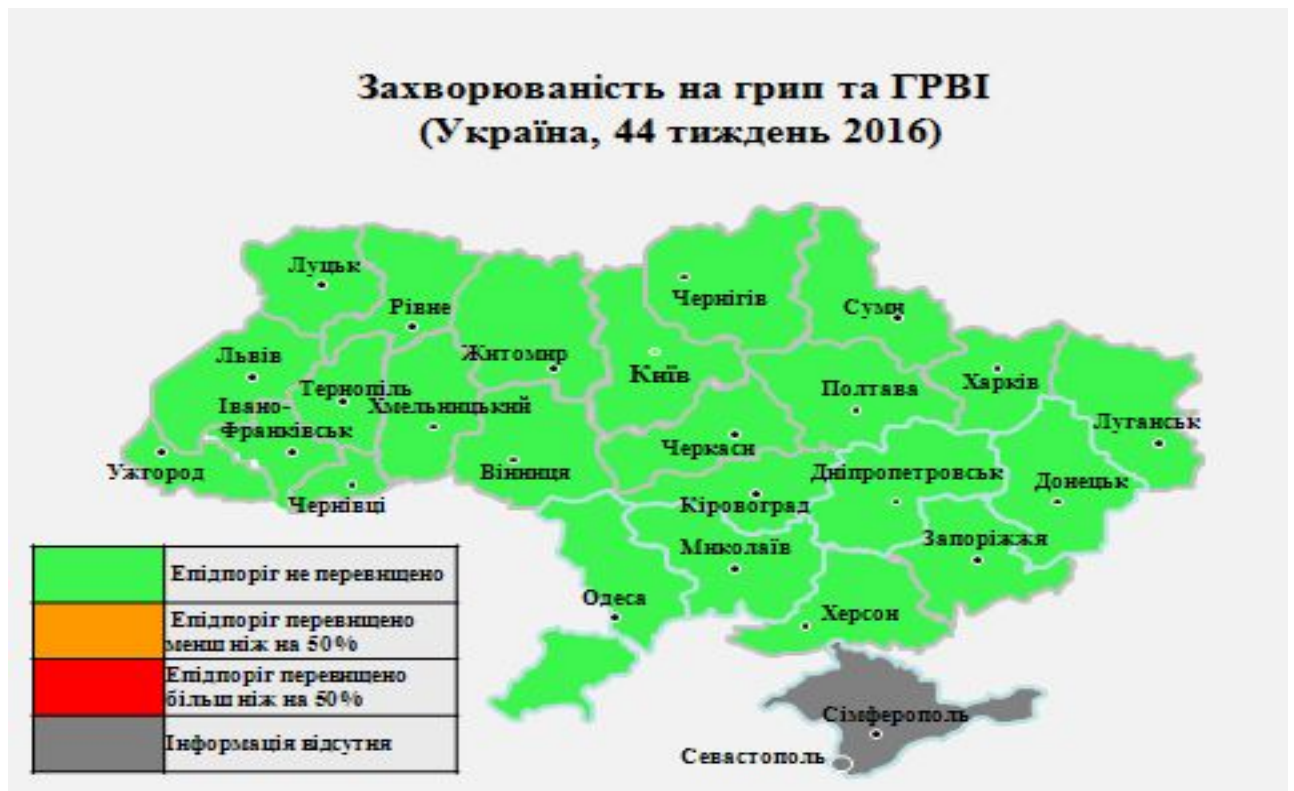 Захворюваність на грип та ГРВІ
(Україна, 44 тиждень 2016)
Луцьк
Рівне
Чернігів
Суми
Львів
Житомир
Київ
Тернопіль
Полтава
Харків
Івано-
Франківськ
Хмельницький
Луганськ
Черкаси
Ужгород
Вінниця
Дніпропетровськ
Донецьк
Чернівці
Кіровоград
Миколаїв
Запоріжжя
Одеса
Херсон
Сімферополь
Севастополь
Епідпоріг не перевищено
Епідпоріг перевищено
менш ніж на 50%
Епідпоріг перевищено
більш ніж на 50%
Інформація відсутня